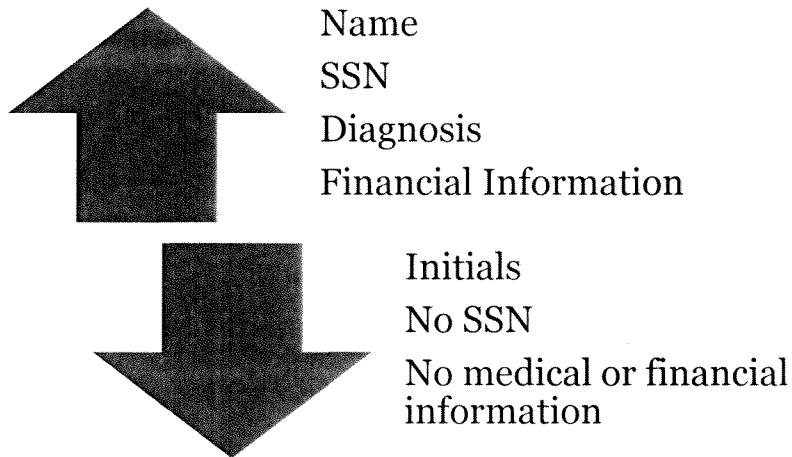 Name
SSN
Diagnosis
Financial Information
Initials
No SSN
No medical or financial
information